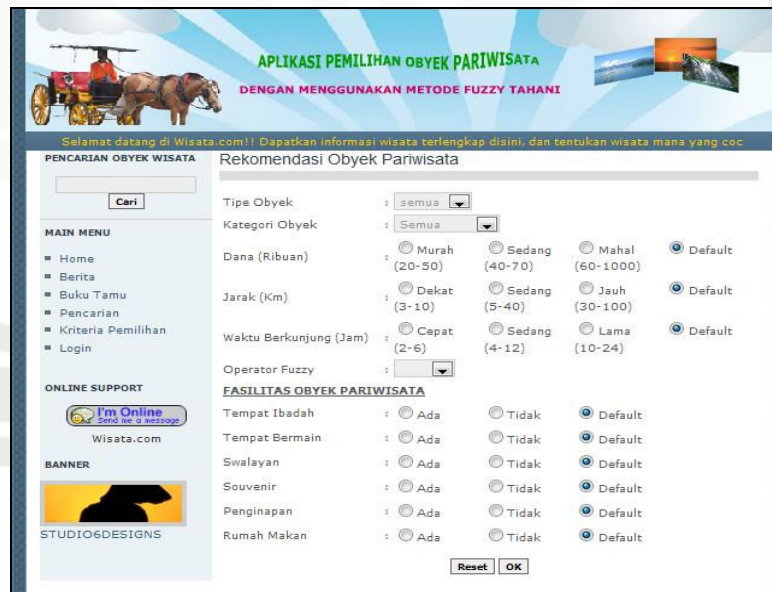 APLIKASI PEMILIHAN OBYEK PARIWISATA
DENGAN MENGGUNAKAN METODE FUZZY TAHANI
Selamat datang di Wisata.com!! Dapatkan informasi wisata terlengkap disini, dan tentukan wisata mana yang coc
PENCARIAN OBYEK WISATA
Cari
MAIN MENU
Home
Berita
Buku Tamu
Pencarian
Kriteria Pemilihan
Login
ONLINE SUPPORT
I'm Online
Send me a message
Wisata.com
BANNER
STUDIO6DESIGNS
Rekomendasi Obyek Pariwisata
Tipe Obyek : semua
Kategori Obyek : Semua
Dana (Ribuan) : Murah (20-50) Sedang (40-70) Mahal (60-1000) Default
Jarak (Km) : Dekat (3-10) Sedang (5-40) Jauh (30-100) Default
Waktu Berkunjung (Jam) : Cepat (2-6) Sedang (4-12) Lama (10-24) Default
Operator Fuzzy :
FASILITAS OBYEK PARIWISATA
Tempat Ibadah : Ada Tidak Default
Tempat Bermain : Ada Tidak Default
Swalayan : Ada Tidak Default
Souvenir : Ada Tidak Default
Penginapan : Ada Tidak Default
Rumah Makan : Ada Tidak Default
Reset OK